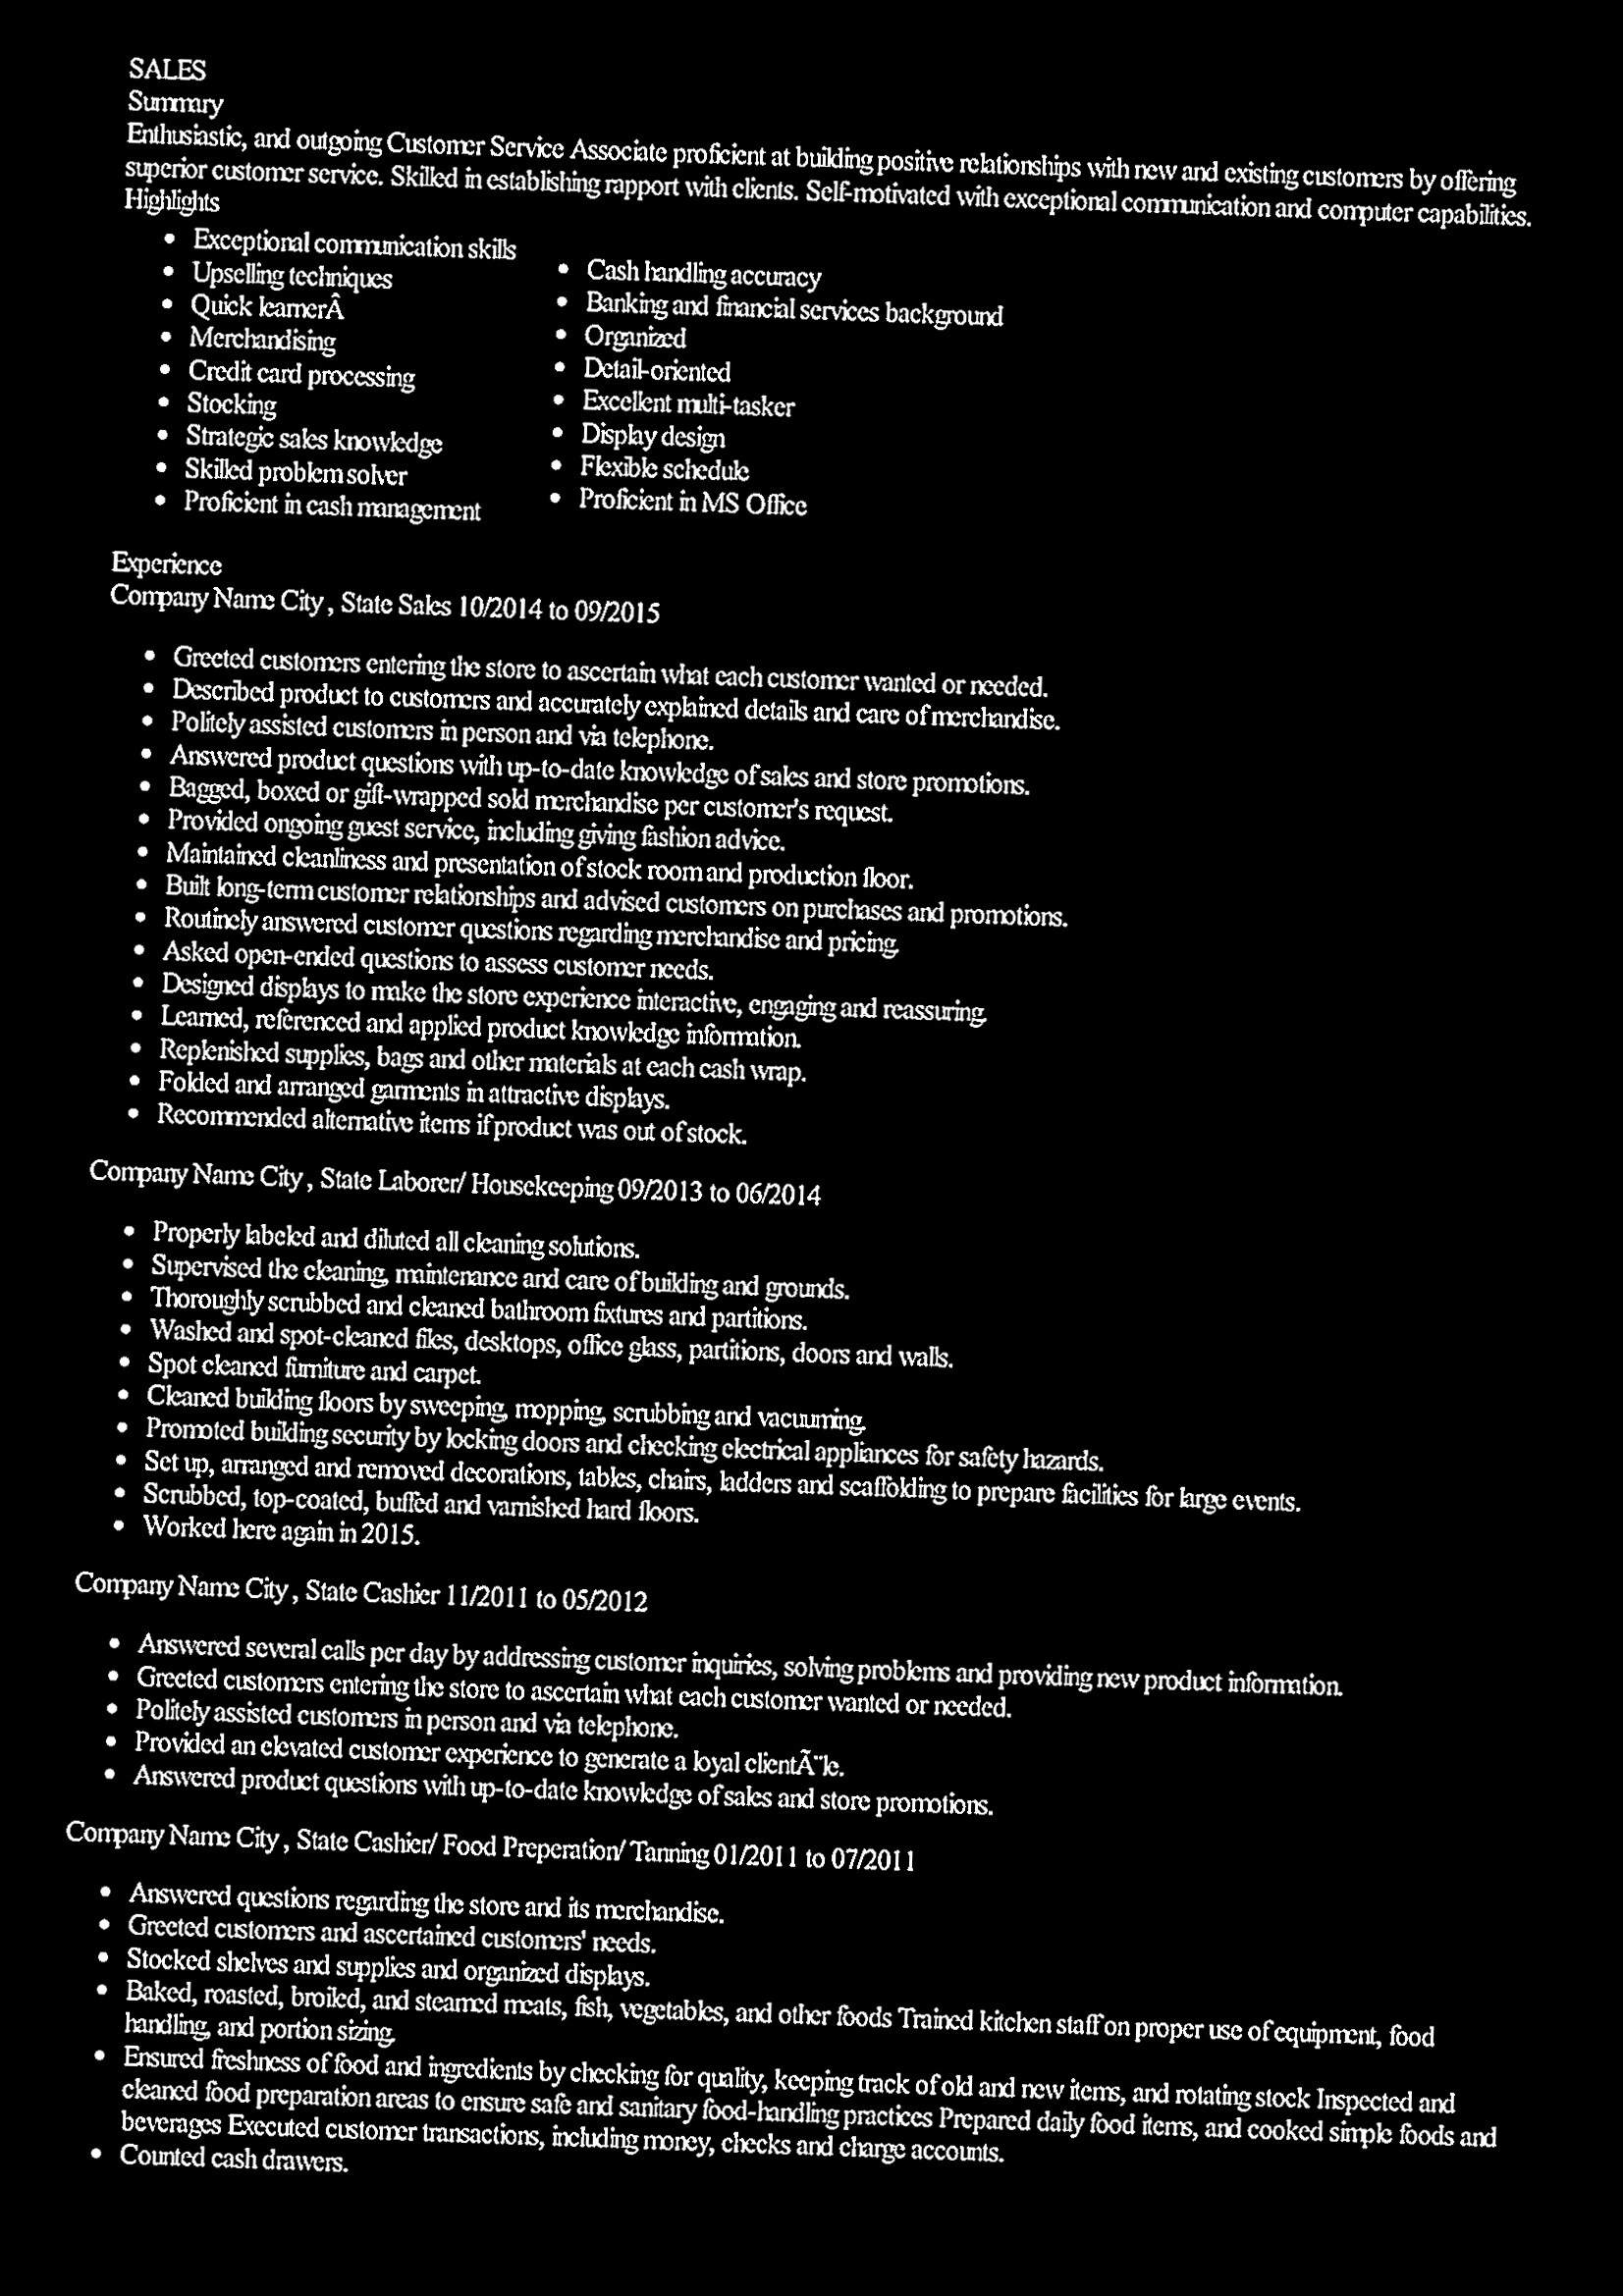 SALES
Summary
Enthusiastic, and outgoing Customer Service Associate proficient at building positive relationships with new and existing customers by offering
superior customer service. Skilled in establishing rapport with clients. Self-motivated with exceptional communication and computer capabilities.
Highlights
Exceptional communication skills
Upselling techniques
Quick learnerÂ
Merchandising
Credit card processing
Stocking
Strategic sales knowledge
Skilled problem solver
Proficient in cash management
Cash handling accuracy
Banking and financial services background
Organized
Detail-oriented
Excellent multi-tasker
Display design
Flexible schedule
Proficient in MS Office
Experience
Company Name City , State Sales 10/2014 to 09/2015
Greeted customers entering the store to ascertain what each customer wanted or needed.
Described product to customers and accurately explained details and care of merchandise.
Politely assisted customers in person and via telephone.
Answered product questions with up-to-date knowledge of sales and store promotions.
Bagged, boxed or gift-wrapped sold merchandise per customer's request.
Provided ongoing guest service, including giving fashion advice.
Maintained cleanliness and presentation of stock room and production floor.
Built long-term customer relationships and advised customers on purchases and promotions.
Routinely answered customer questions regarding merchandise and pricing.
Asked open-ended questions to assess customer needs.
Designed displays to make the store experience interactive, engaging and reassuring.
Learned, referenced and applied product knowledge information.
Replenished supplies, bags and other materials at each cash wrap.
Folded and arranged garments in attractive displays.
Recommended alternative items if product was out of stock.
Company Name City , State Laborer/ Housekeeping 09/2013 to 06/2014
Properly labeled and diluted all cleaning solutions.
Supervised the cleaning, maintenance and care of building and grounds.
Thoroughly scrubbed and cleaned bathroom fixtures and partitions.
Washed and spot-cleaned files, desktops, office glass, partitions, doors and walls.
Spot cleaned furniture and carpet.
Cleaned building floors by sweeping, mopping, scrubbing and vacuuming.
Promoted building security by locking doors and checking electrical appliances for safety hazards.
Set up, arranged and removed decorations, tables, chairs, ladders and scaffolding to prepare facilities for large events.
Scrubbed, top-coated, buffed and varnished hard floors.
Worked here again in 2015.
Company Name City , State Cashier 11/2011 to 05/2012
Answered several calls per day by addressing customer inquiries, solving problems and providing new product information.
Greeted customers entering the store to ascertain what each customer wanted or needed.
Politely assisted customers in person and via telephone.
Provided an elevated customer experience to generate a loyal clientÃ¨le.
Answered product questions with up-to-date knowledge of sales and store promotions.
Company Name City , State Cashier/ Food Preperation/ Tanning 01/2011 to 07/2011
Answered questions regarding the store and its merchandise.
Greeted customers and ascertained customers' needs.
Stocked shelves and supplies and organized displays.
Baked, roasted, broiled, and steamed meats, fish, vegetables, and other foods Trained kitchen staff on proper use of equipment, food
handling, and portion sizing.
Ensured freshness of food and ingredients by checking for quality, keeping track of old and new items, and rotating stock Inspected and
cleaned food preparation areas to ensure safe and sanitary food-handling practices Prepared daily food items, and cooked simple foods and
beverages Executed customer transactions, including money, checks and charge accounts.
Counted cash drawers.